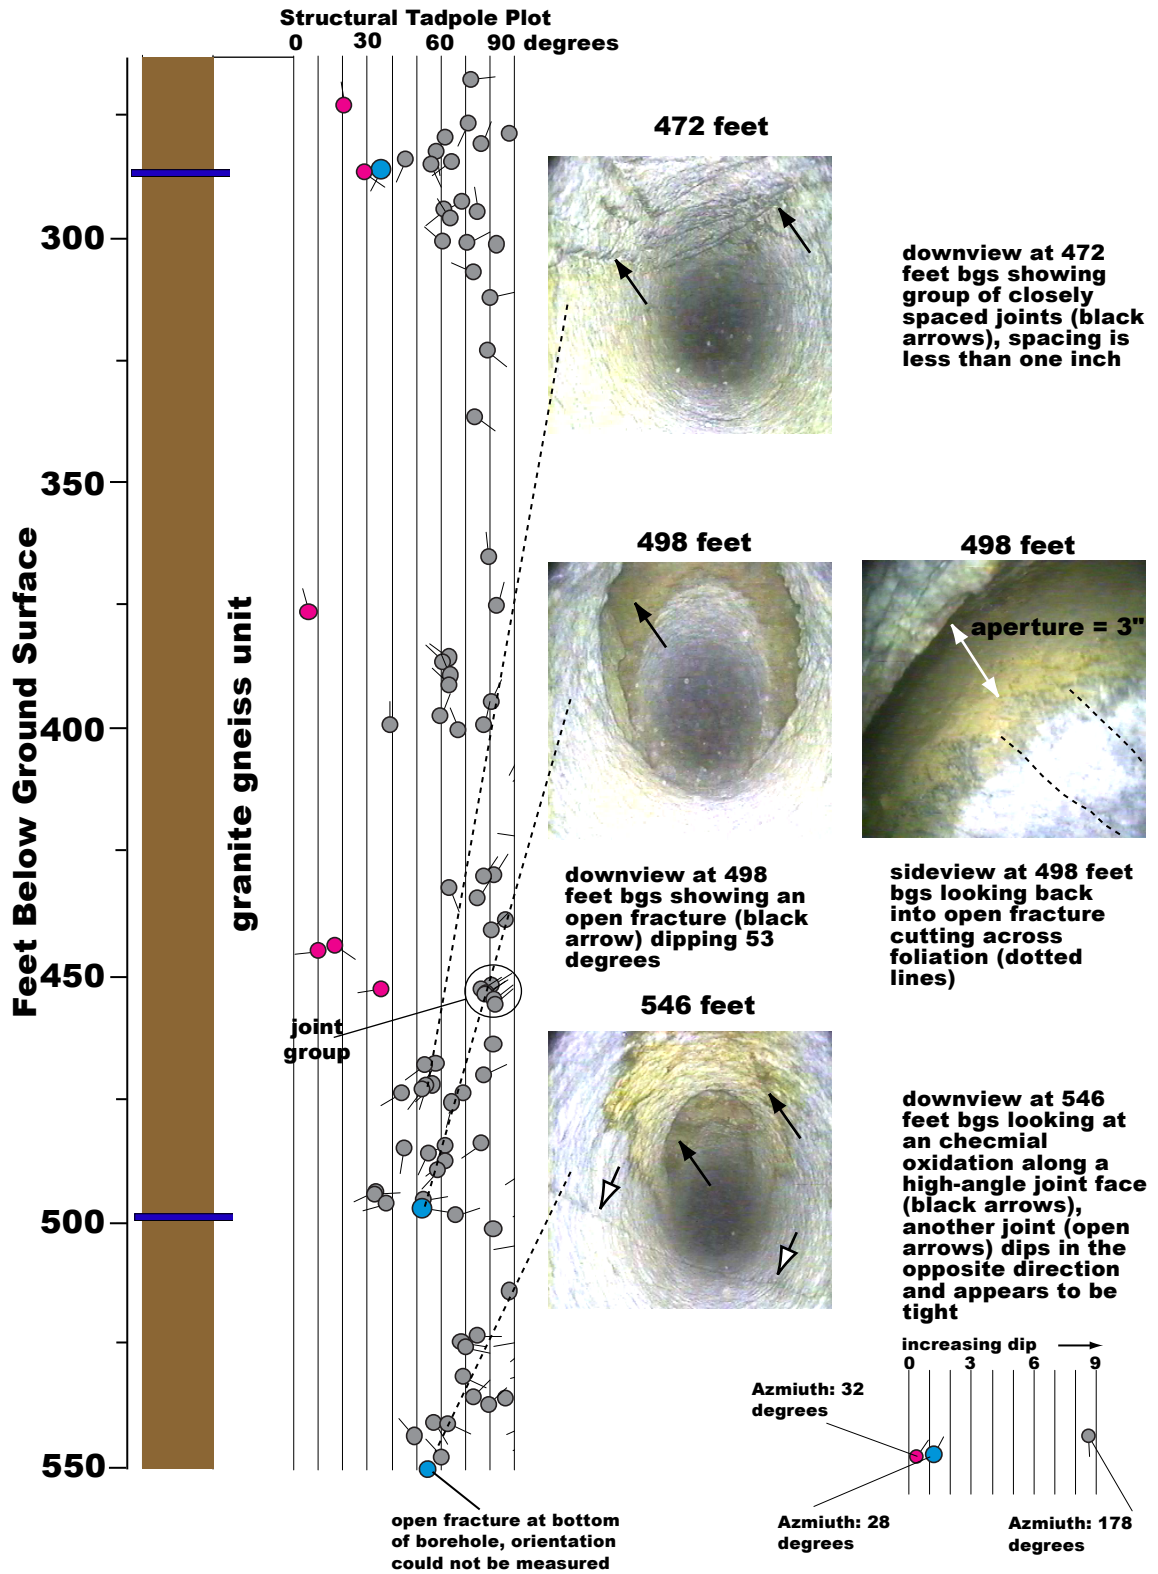 Structural Tadpole Plot
0 30 60 90 degrees
Feet Below Ground Surface
granite gneiss unit
300
350
400
450
500
550
joint
group
472 feet
downview at 472
feet bgs showing
group of closely
spaced joints (black
arrows), spacing is
less than one inch
498 feet
downview at 498
feet bgs showing an
open fracture (black
arrow) dipping 53
degrees
498 feet
aperture = 3"
sideview at 498 feet
bgs looking back
into open fracture
cutting across
foliation (dotted
lines)
546 feet
downview at 546
feet bgs looking at
an checmial
oxidation along a
high-angle joint face
(black arrows),
another joint (open
arrows) dips in the
opposite direction
and appears to be
tight
increasing dip
0 3 6 9
Azmiuth: 32
degrees
Azmiuth: 28
degrees
Azmiuth: 178
degrees
open fracture at bottom
of borehole, orientation
could not be measured